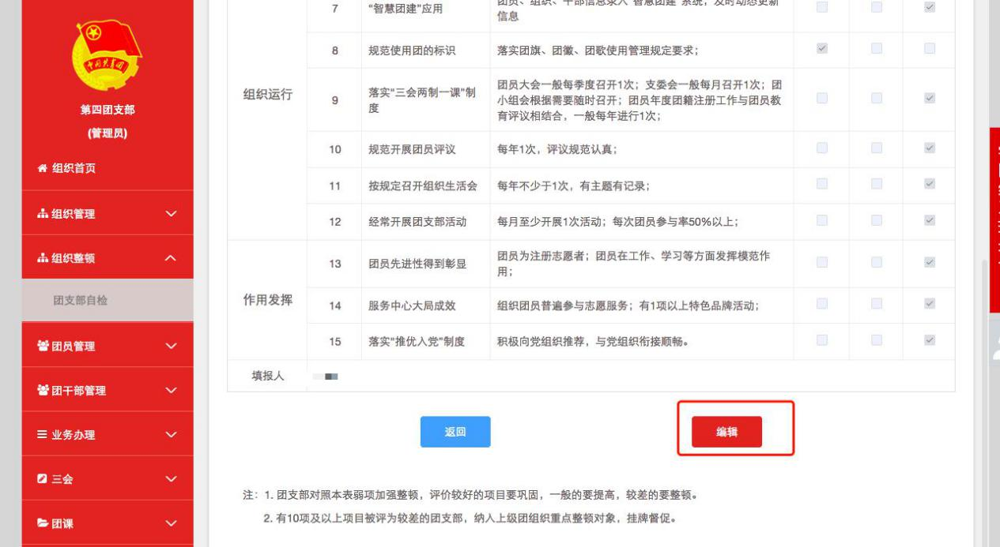 中国共青团
第四团支部
(管理员)
组织首页
组织管理
组织整顿
团支部自检
团员管理
团干部管理
业务办理
三会
团课
组织运行
7
“智慧团建”应用
团员、组织、干部信息录入“智慧团建”系统，及时动态更新
信息
8
规范使用团的标识
落实团旗、团徽、团歌使用管理规定要求；
9
落实“三会两制一课”制
度
团员大会一般每季度召开1次；支委会一般每月召开1次；团
小组会根据需要随时召开；团员年度团籍注册工作与团员教
育评议相结合，一般每年进行1次；
10
规范开展团员评议
每年1次，评议规范认真；
11
按规定召开组织生活会
每年不少于1次，有主题有记录；
12
经常开展团支部活动
每月至少开展1次活动；每次团员参与率50%以上；
作用发挥
13
团员先进性得到彰显
团员为注册志愿者；团员在工作、学习等方面发挥模范作
用；
14
服务中心大局成效
组织团员普遍参与志愿服务；有1项以上特色品牌活动；
15
落实“推优入党”制度
积极向党组织推荐，与党组织衔接顺畅。
填报人
返回
编辑
注：1. 团支部对照本表弱项加强整顿，评价较好的项目要巩固，一般的要提高，较差的要整顿。
2. 有10项及以上项目被评为较差的团支部，纳入上级团组织重点整顿对象，挂牌督促。